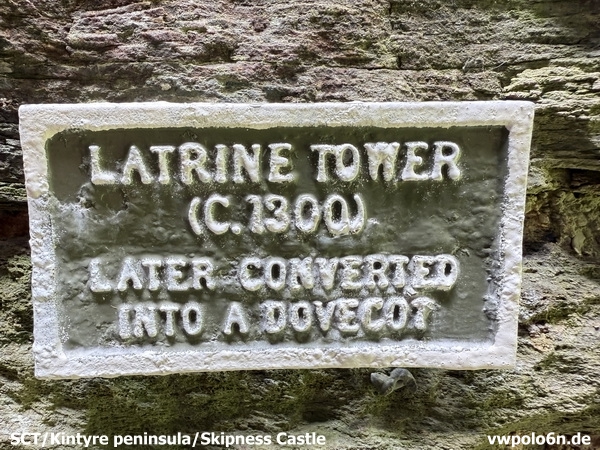 LATRINE TOWER
(C.1300)
LATER CONVERTED
INTO A DOVECOT
SCT/Kintyre peninsula/Skipness Castle
vwpolo6n.de